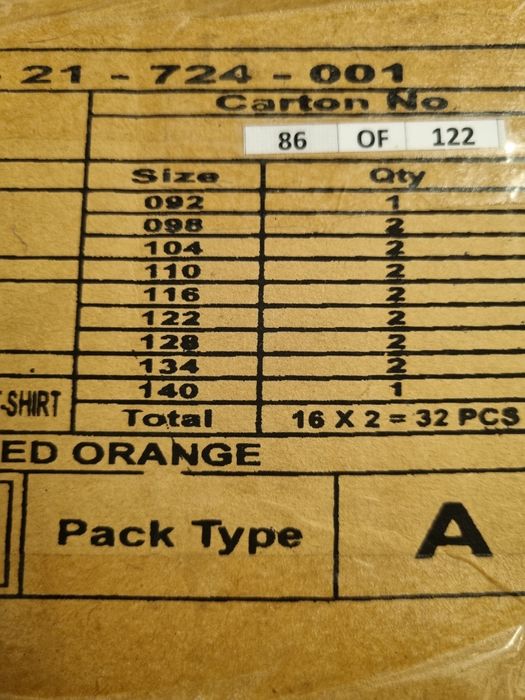 21 - 724 - 001
Carton No
86 OF 122
Size Qty
092 1
098 2
104 2
110 2
116 2
122 2
128 2
134 2
140 1
-SHIRT Total 16 X 2 = 32 PCS
ED ORANGE
Pack Type A